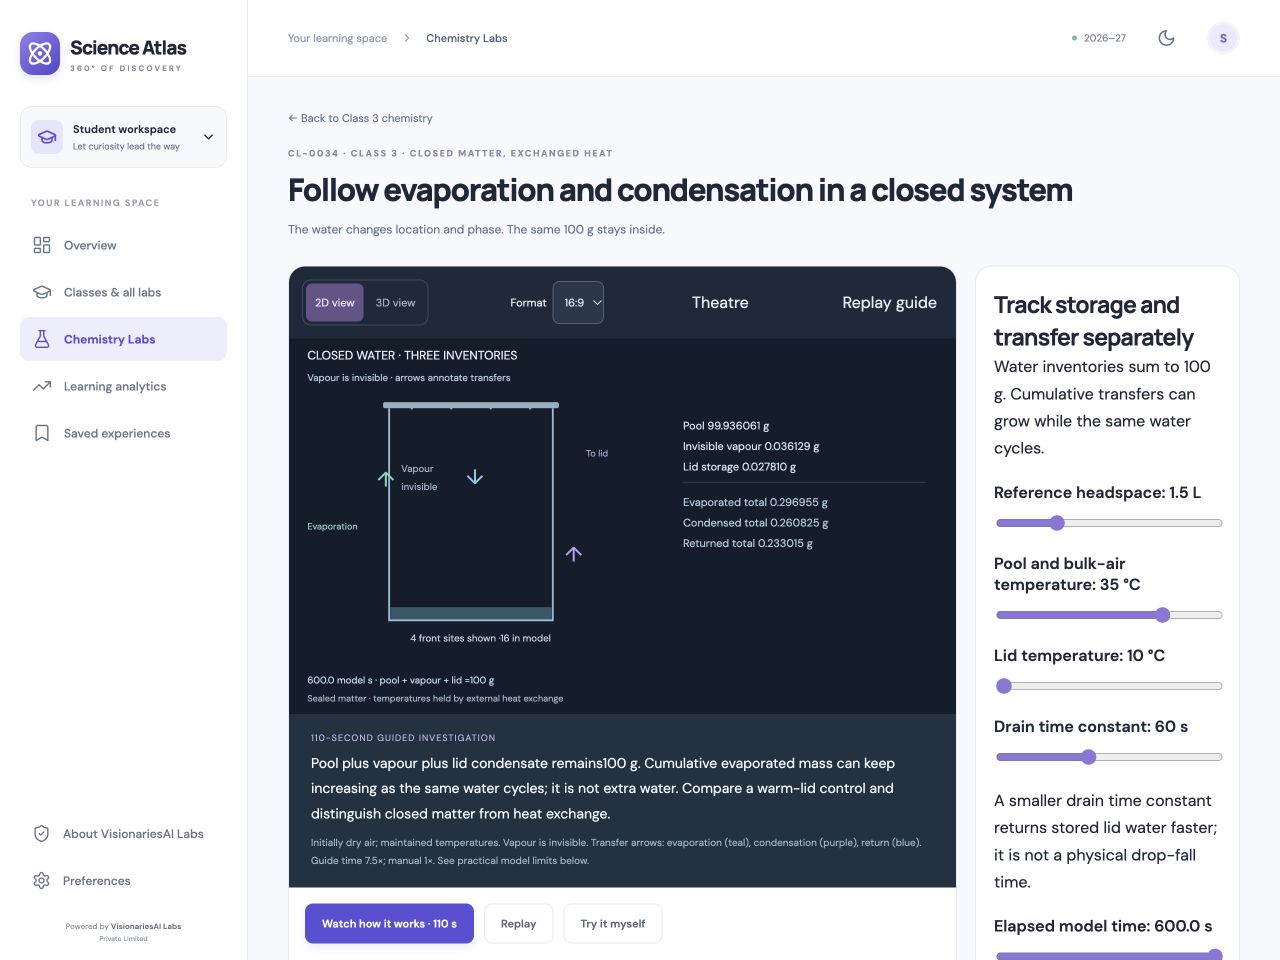 Science Atlas
360° OF DISCOVERY
Student workspace
Let curiosity lead the way
YOUR LEARNING SPACE
Overview
Classes & all labs
Chemistry Labs
Learning analytics
Saved experiences
About VisionariesAI Labs
Preferences
Powered by VisionariesAI Labs
Private Limited
Your learning space > Chemistry Labs
2026–27
S
← Back to Class 3 chemistry
CL-0034 · CLASS 3 · CLOSED MATTER, EXCHANGED HEAT
Follow evaporation and condensation in a closed system
The water changes location and phase. The same 100 g stays inside.
2D view
3D view
Format
16:9
Theatre
Replay guide
CLOSED WATER · THREE INVENTORIES
Vapour is invisible · arrows annotate transfers
Vapour
invisible
To lid
Evaporation
Pool 99.936061 g
Invisible vapour 0.036129 g
Lid storage 0.027810 g
Evaporated total 0.296955 g
Condensed total 0.260825 g
Returned total 0.233015 g
4 front sites shown ·16 in model
600.0 model s · pool + vapour + lid =100 g
Sealed matter · temperatures held by external heat exchange
110-SECOND GUIDED INVESTIGATION
Pool plus vapour plus lid condensate remains100 g. Cumulative evaporated mass can keep
increasing as the same water cycles; it is not extra water. Compare a warm-lid control and
distinguish closed matter from heat exchange.
Initially dry air; maintained temperatures. Vapour is invisible. Transfer arrows: evaporation (teal), condensation (purple), return (blue).
Guide time 7.5×; manual 1×. See practical model limits below.
Watch how it works · 110 s
Replay
Try it myself
Track storage and
transfer separately
Water inventories sum to 100
g. Cumulative transfers can
grow while the same water
cycles.
Reference headspace: 1.5 L
Pool and bulk-air
temperature: 35 °C
Lid temperature: 10 °C
Drain time constant: 60 s
A smaller drain time constant
returns stored lid water faster;
it is not a physical drop-fall
time.
Elapsed model time: 600.0 s